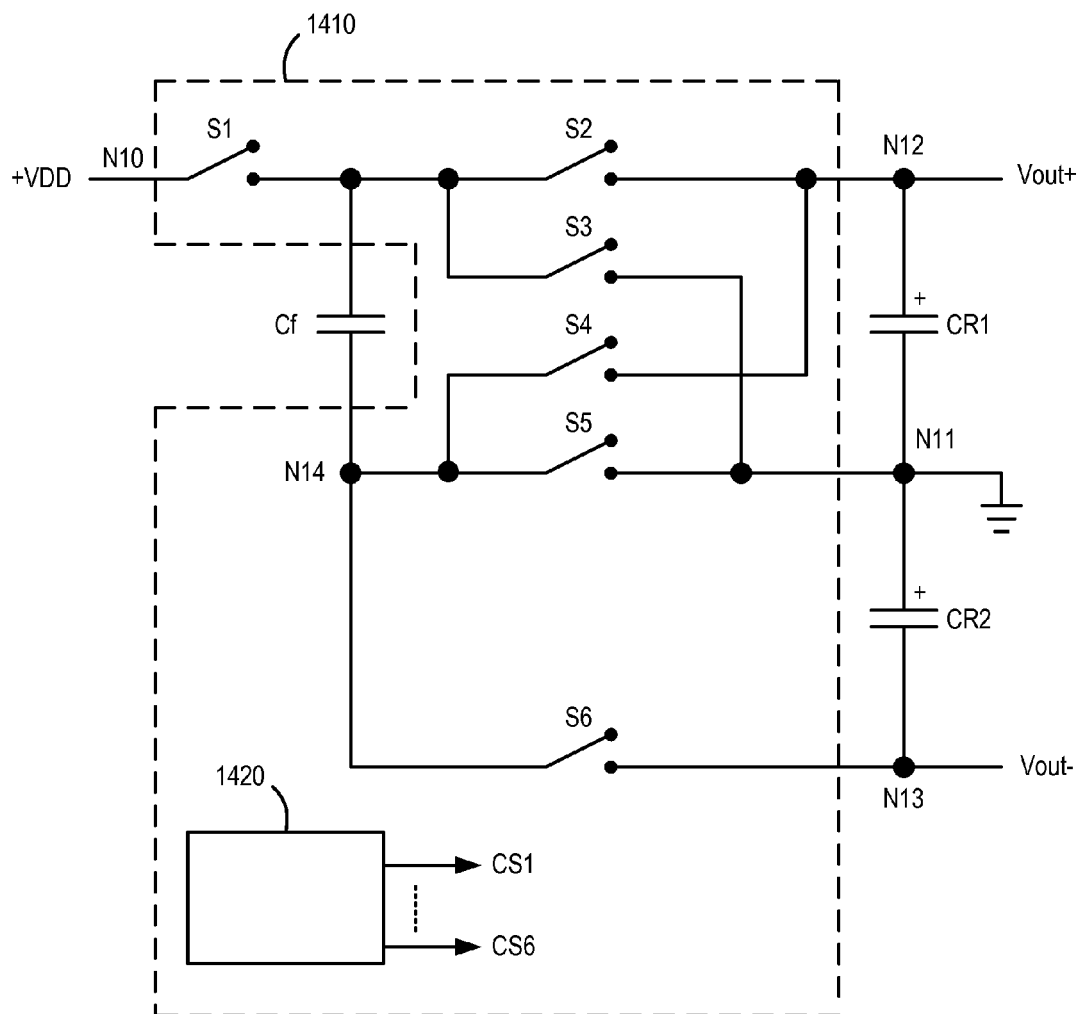 1410
S1
S2
N10
N12
+VDD
Vout+
S3
Cf
S4
+
CR1
S5
N11
N14
+
CR2
S6
1420
Vout-
N13
CS1
CS6